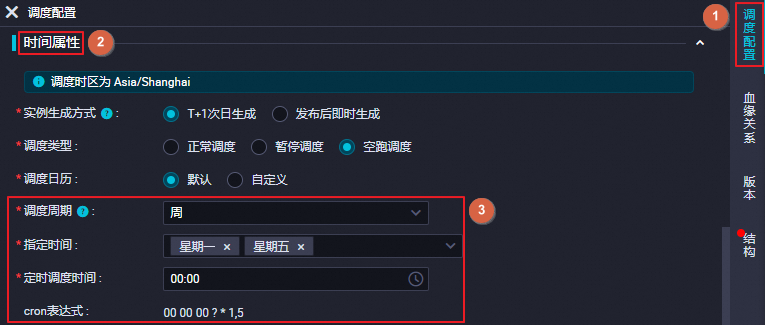 调度配置
1
时间属性 2
调度时区为 Asia/Shanghai
*实例生成方式 ? : T+1次日生成 发布后即时生成
*调度类型 : 正常调度 暂停调度 空跑调度
*调度日历 : 默认 自定义
*调度周期 ? : 周
3
*指定时间 : 星期一 × 星期五 ×
*定时调度时间 : 00:00
cron表达式 : 00 00 00 ? * 1,5
调度配置
血缘关系
版本
结构